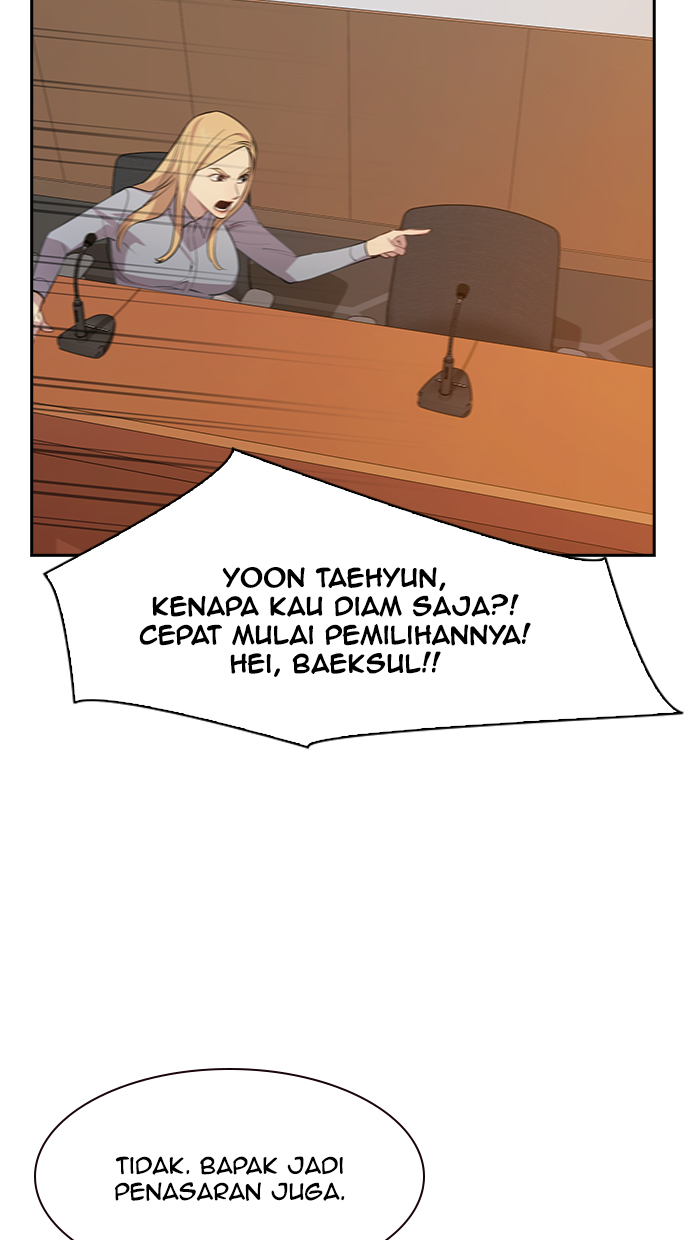 YOON TAEHYUN,
KENAPA KAU DIAM SAJA?!
CEPAT MULAI PEMILIHANNYA!
HEI, BAEKSUL!!
TIDAK. BAPAK JADI
PENASARAN JUGA.